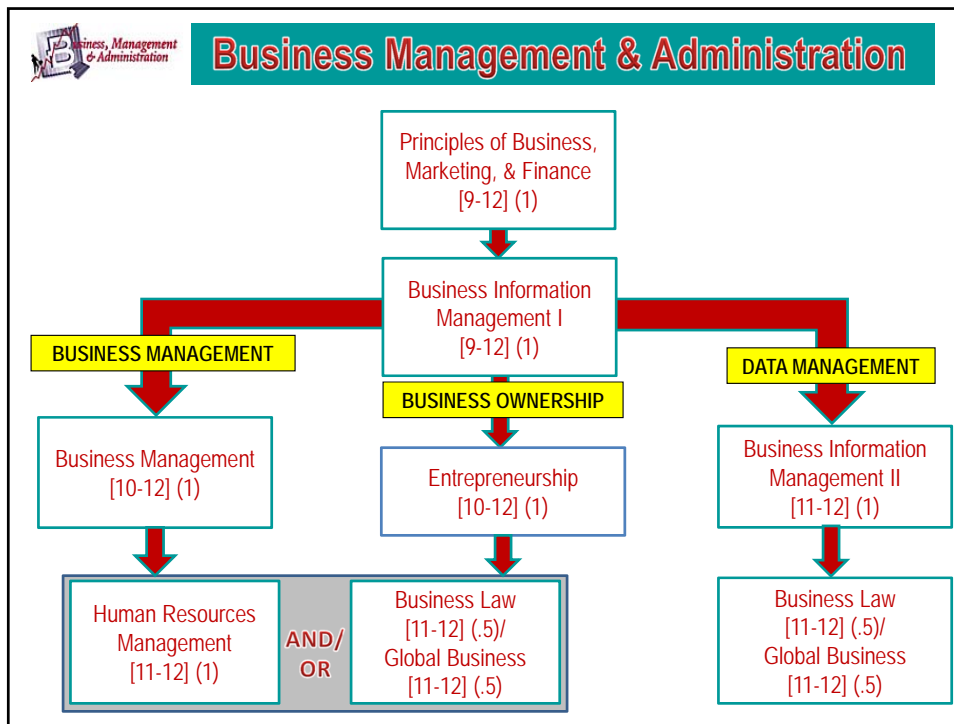 Business, Management
& Administration
Business Management & Administration
Principles of Business,
Marketing, & Finance
[9-12] (1)
Business Information
Management I
[9-12] (1)
BUSINESS MANAGEMENT
BUSINESS OWNERSHIP
DATA MANAGEMENT
Business Management
[10-12] (1)
Entrepreneurship
[10-12] (1)
Business Information
Management II
[11-12] (1)
Human Resources
Management
[11-12] (1)
AND/
OR
Business Law
[11-12] (.5)/
Global Business
[11-12] (.5)
Business Law
[11-12] (.5)/
Global Business
[11-12] (.5)